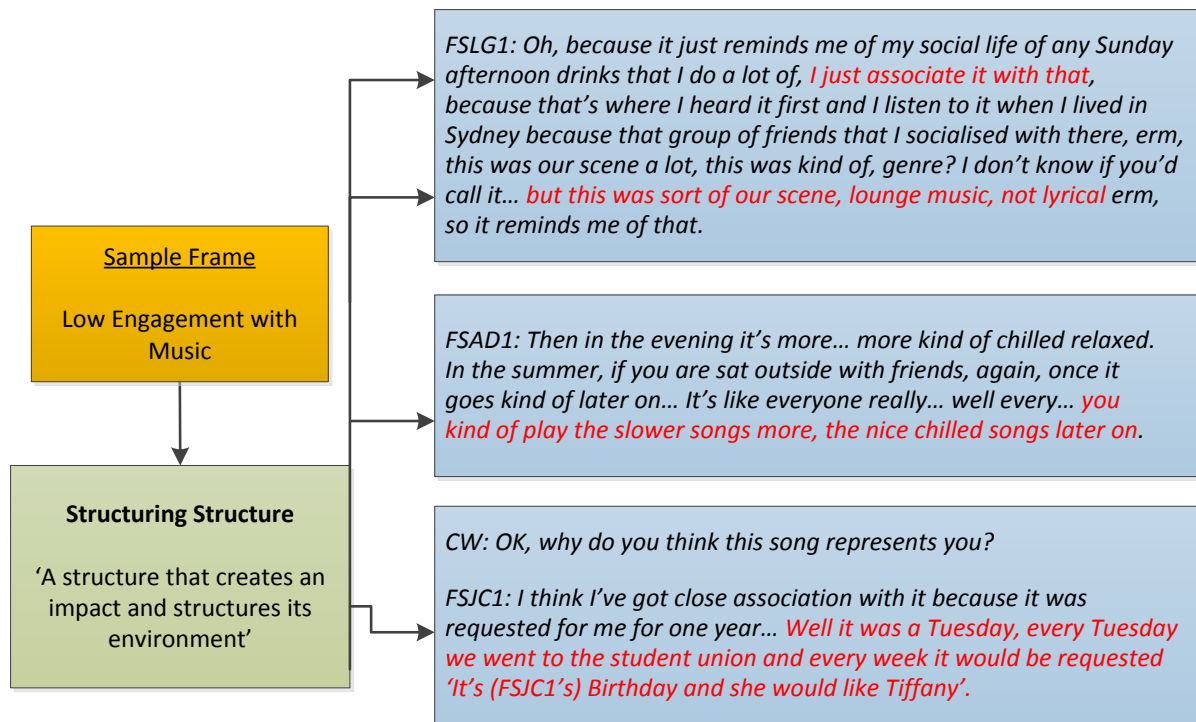 Sample Frame
Low Engagement with
Music
Structuring Structure
‘A structure that creates an
impact and structures its
environment’
FSLG1: Oh, because it just reminds me of my social life of any Sunday
afternoon drinks that I do a lot of, I just associate it with that,
because that’s where I heard it first and I listen to it when I lived in
Sydney because that group of friends that I socialised with there, erm,
this was our scene a lot, this was kind of, genre? I don’t know if you’d
call it… but this was sort of our scene, lounge music, not lyrical erm,
so it reminds me of that.
FSAD1: Then in the evening it’s more… more kind of chilled relaxed.
In the summer, if you are sat outside with friends, again, once it
goes kind of later on… It’s like everyone really… well every… you
kind of play the slower songs more, the nice chilled songs later on.
CW: OK, why do you think this song represents you?
FSJC1: I think I’ve got close association with it because it was
requested for me for one year… Well it was a Tuesday, every Tuesday
we went to the student union and every week it would be requested
‘It’s (FSJC1’s) Birthday and she would like Tiffany’.